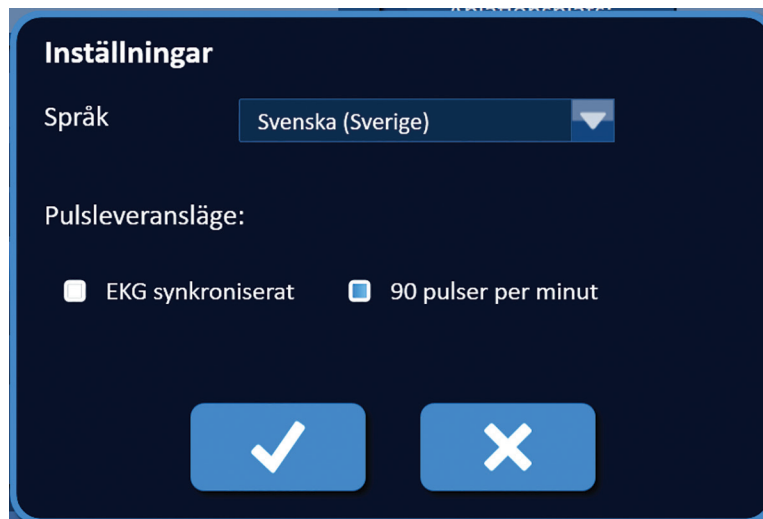 Inställningar
Språk
Svenska (Sverige)
Pulsleveransläge:
EKG synkroniserat
90 pulser per minut